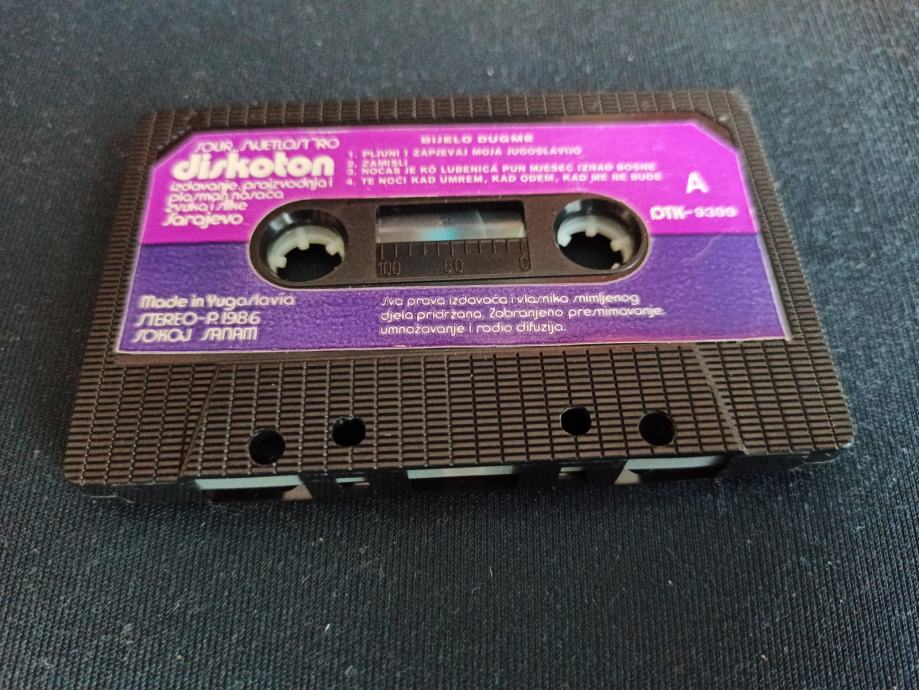 SOUR SVJETLOST RO
diskoton
izdavanje, proizvodnja i
plasman nosača
zvuka i slike
Sarajevo
BIJELO DUGME
1. PLJUNI I ZAPJEVAJ MOJA JUGOSLAVIJO
2. ZAMISLI
3. NOĆAS JE KO LUBENICA PUN MJESEC IZNAD BOSNE
4. TE NOĆI KAD UMREM, KAD ODEM, KAD ME NE BUDE
A
DTK-9399
100 50 0
Made in Yugoslavia
STEREO-P.1986
SOKOJ SANAM
Sva prava izdavača i vlasnika snimljenog
djela pridržana. Zabranjeno presnimavanje.
umnožavanje i radio difuzija.